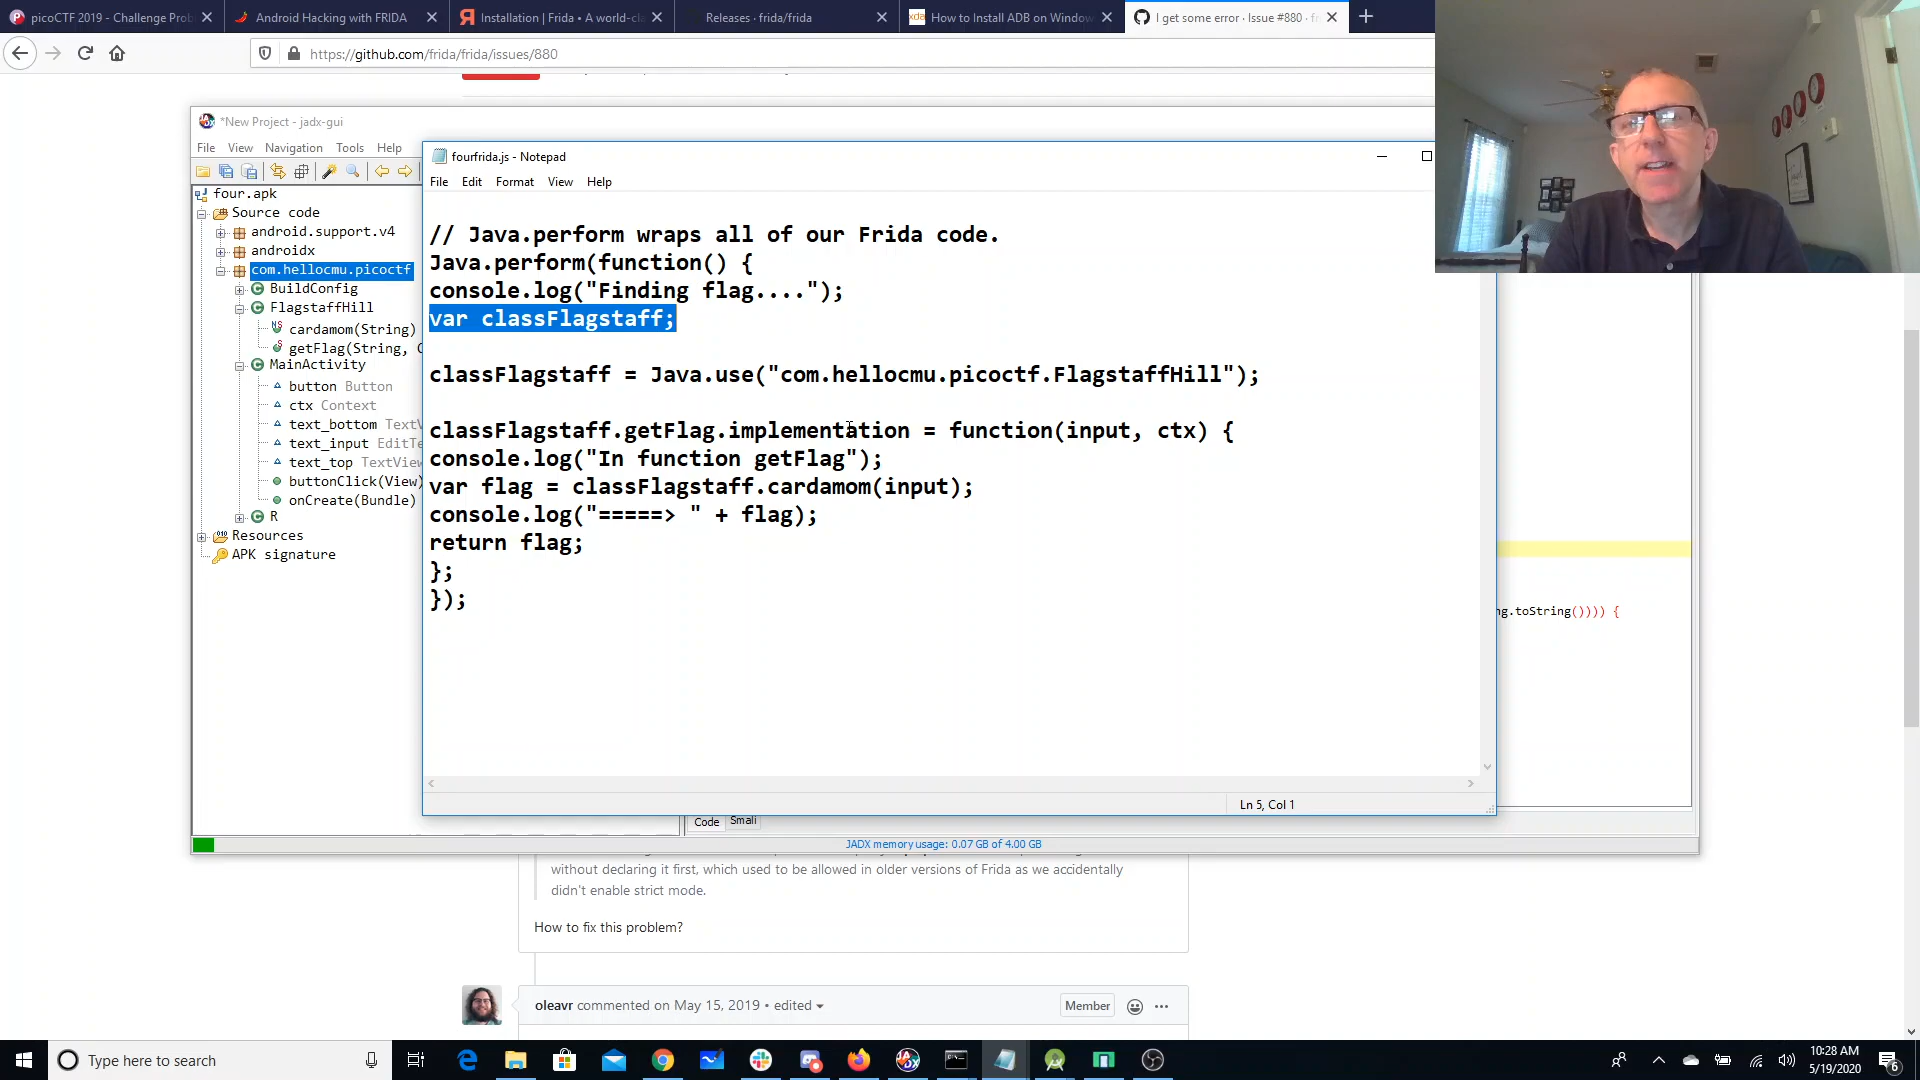 picoCTF 2019 - Challenge Prob
Android Hacking with FRIDA
Installation | Frida • A world-cla
Releases · frida/frida
How to Install ADB on Window
I get some error · Issue #880 · fr
https://github.com/frida/frida/issues/880
*New Project - jadx-gui
File View Navigation Tools Help
four.apk
Source code
android.support.v4
androidx
com.hellocmu.picoctf
BuildConfig
FlagstaffHill
cardamom(String)
getFlag(String, C
MainActivity
button Button
ctx Context
text_bottom TextV
text_input EditTe
text_top TextView
buttonClick(View)
onCreate(Bundle)
R
Resources
APK signature
fourfrida.js - Notepad
File Edit Format View Help
// Java.perform wraps all of our Frida code.
Java.perform(function() {
console.log("Finding flag....");
var classFlagstaff;
classFlagstaff = Java.use("com.hellocmu.picoctf.FlagstaffHill");
classFlagstaff.getFlag.implementation = function(input, ctx) {
console.log("In function getFlag");
var flag = classFlagstaff.cardamom(input);
console.log("=====> " + flag);
return flag;
};
});
Ln 5, Col 1
ng.toString()))) {
Code Smali
JADX memory usage: 0.07 GB of 4.00 GB
without declaring it first, which used to be allowed in older versions of Frida as we accidentally
didn't enable strict mode.
How to fix this problem?
oleavr commented on May 15, 2019 • edited
Member
Type here to search
10:28 AM
5/19/2020
6